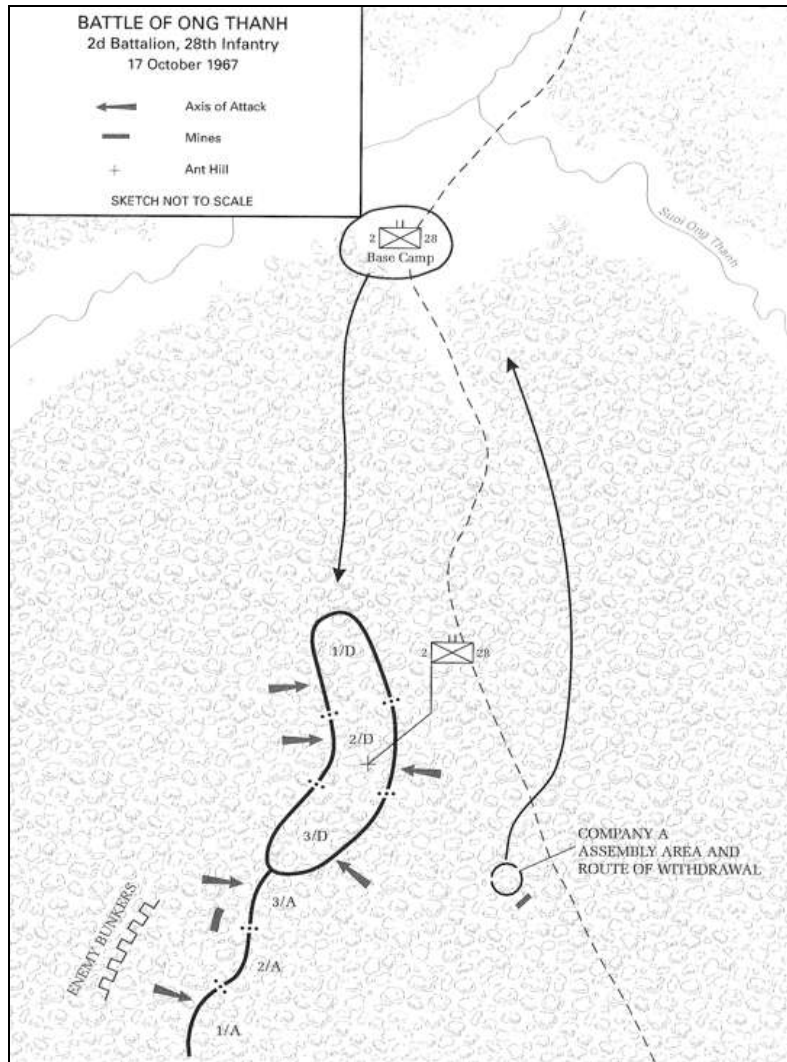 BATTLE OF ONG THANH
2d Battalion, 28th Infantry
17 October 1967
Axis of Attack
Mines
Ant Hill
SKETCH NOT TO SCALE
2 28
Base Camp
Suoi Ong Thanh
1/D
2 28
2/D
3/D
COMPANY A
ASSEMBLY AREA AND
ROUTE OF WITHDRAWAL
3/A
ENEMY BUNKERS
2/A
1/A